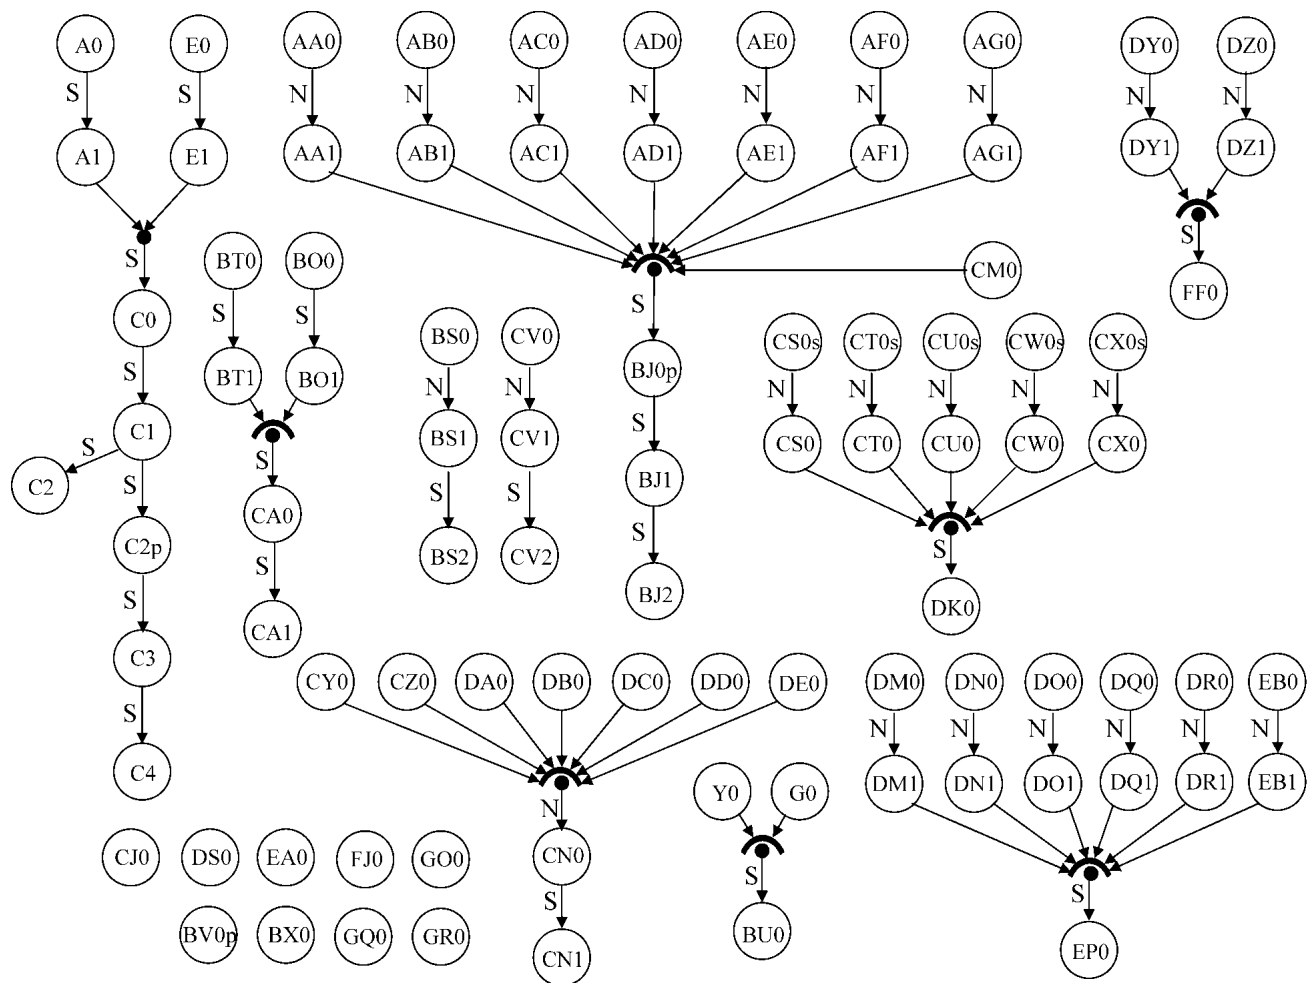 A0 E0 AA0 AB0 AC0 AD0 AE0 AF0 AG0 DY0 DZ0
S S N N N N N N N N N
A1 E1 AA1 AB1 AC1 AD1 AE1 AF1 AG1 DY1 DZ1
S BT0 BO0 CM0 S FF0
C0 S S S
BS0 CV0 BJ0p CS0s CT0s CU0s CW0s CX0s
S BT1 BO1 N N N N N N N
C1 S BS1 CV1 S CS0 CT0 CU0 CW0 CX0
S S
C2 S CA0 S S BJ1
C2p S BS2 CV2 S S
S CA1 BJ2 DK0
C3 CY0 CZ0 DA0 DB0 DC0 DD0 DE0 DM0 DN0 DO0 DQ0 DR0 EB0
S N N N N N N
C4 Y0 G0 DM1 DN1 DO1 DQ1 DR1 EB1
N
CJ0 DS0 EA0 FJ0 GO0 CN0 S S
S
BV0p BX0 GQ0 GR0 CN1 BU0 EP0